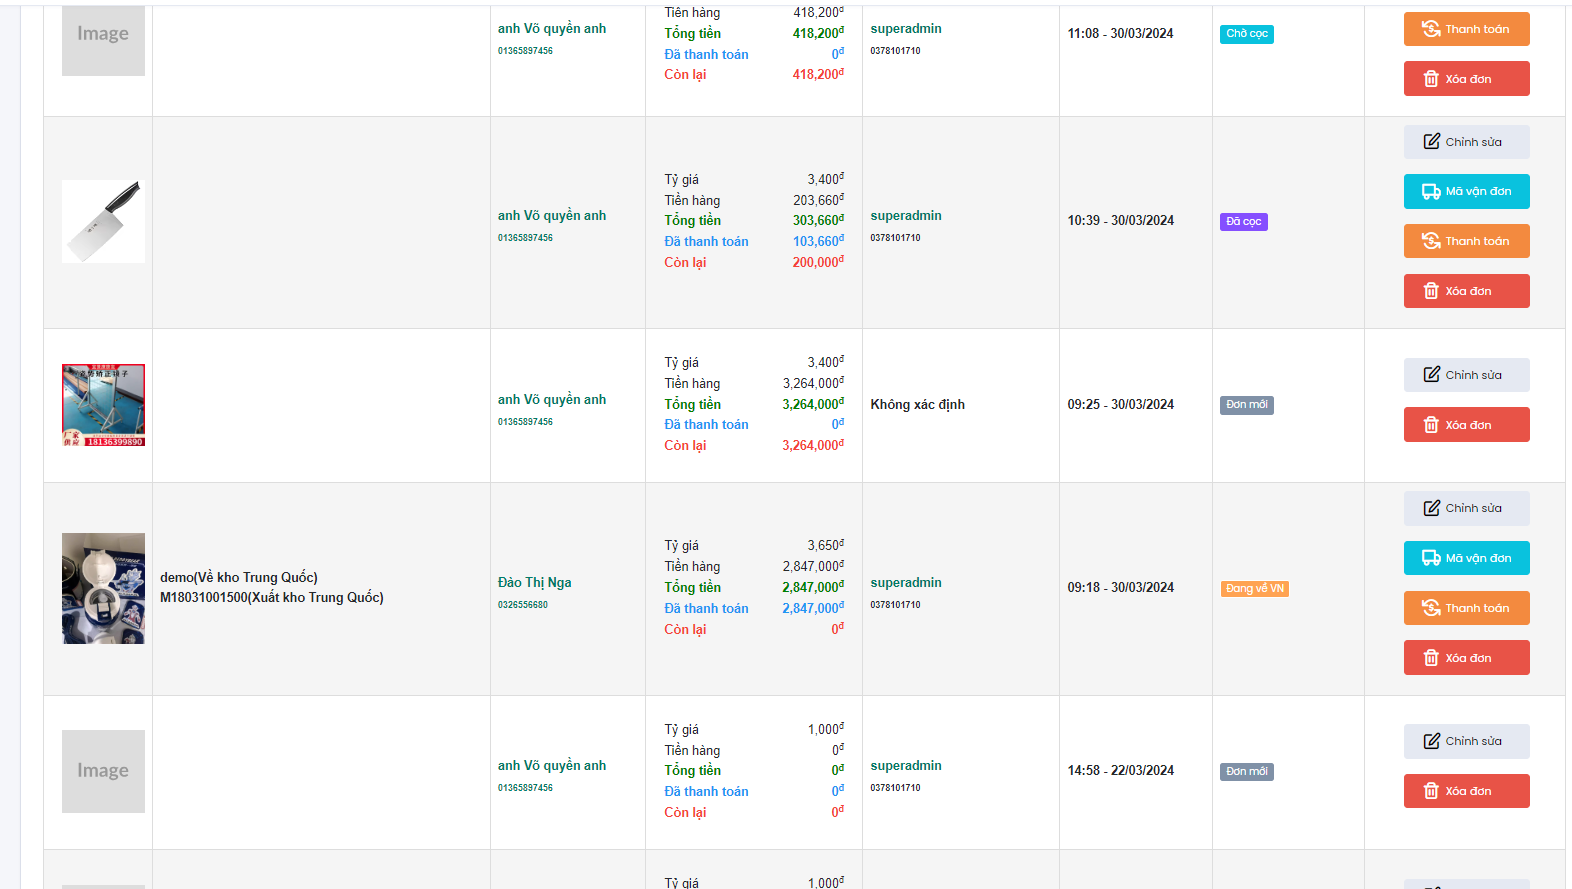 Image
anh Võ quyền anh
01365897456
Tiền hàng 418,200đ
Tổng tiền 418,200đ
Đã thanh toán 0đ
Còn lại 418,200đ
superadmin
0378101710
11:08 - 30/03/2024
Chờ cọc
Thanh toán
Xóa đơn
anh Võ quyền anh
01365897456
Tỷ giá 3,400đ
Tiền hàng 203,660đ
Tổng tiền 303,660đ
Đã thanh toán 103,660đ
Còn lại 200,000đ
superadmin
0378101710
10:39 - 30/03/2024
Đã cọc
Chỉnh sửa
Mã vận đơn
Thanh toán
Xóa đơn
厂家
供应 18136399890
anh Võ quyền anh
01365897456
Tỷ giá 3,400đ
Tiền hàng 3,264,000đ
Tổng tiền 3,264,000đ
Đã thanh toán 0đ
Còn lại 3,264,000đ
Không xác định
09:25 - 30/03/2024
Đơn mới
Chỉnh sửa
Xóa đơn
demo(Về kho Trung Quốc)
M18031001500(Xuất kho Trung Quốc)
Đào Thị Nga
0326556680
Tỷ giá 3,650đ
Tiền hàng 2,847,000đ
Tổng tiền 2,847,000đ
Đã thanh toán 2,847,000đ
Còn lại 0đ
superadmin
0378101710
09:18 - 30/03/2024
Đang về VN
Chỉnh sửa
Mã vận đơn
Thanh toán
Xóa đơn
Image
anh Võ quyền anh
01365897456
Tỷ giá 1,000đ
Tiền hàng 0đ
Tổng tiền 0đ
Đã thanh toán 0đ
Còn lại 0đ
superadmin
0378101710
14:58 - 22/03/2024
Đơn mới
Chỉnh sửa
Xóa đơn
Tỷ giá 1,000đ